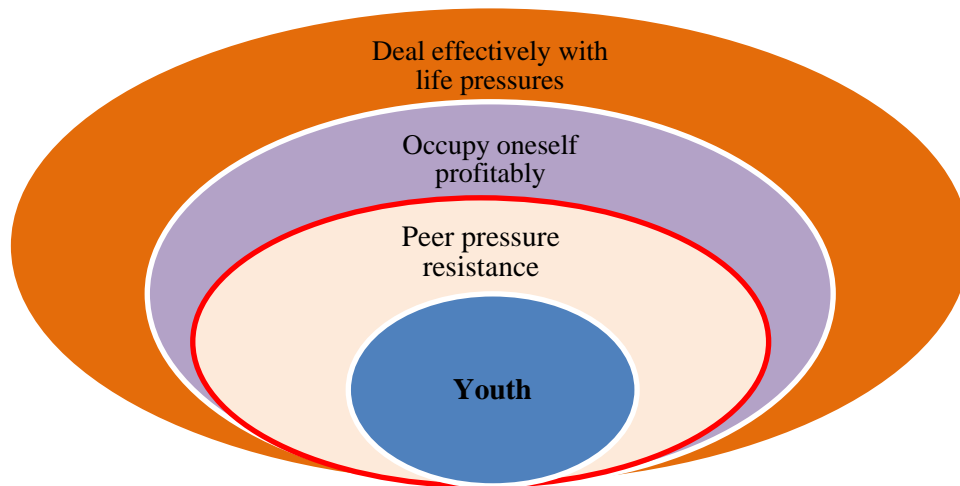 Deal effectively with
life pressures
Occupy oneself
profitably
Peer pressure
resistance
Youth